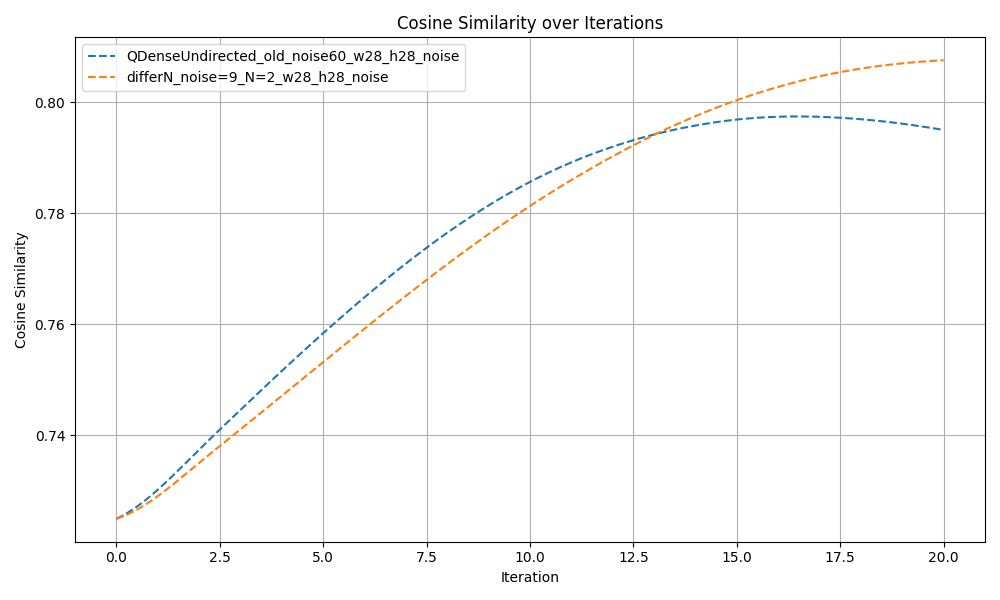 Cosine Similarity over Iterations
QDenseUndirected_old_noise60_w28_h28_noise
differN_noise=9_N=2_w28_h28_noise
Cosine Similarity
0.80
0.78
0.76
0.74
0.0 2.5 5.0 7.5 10.0 12.5 15.0 17.5 20.0
Iteration